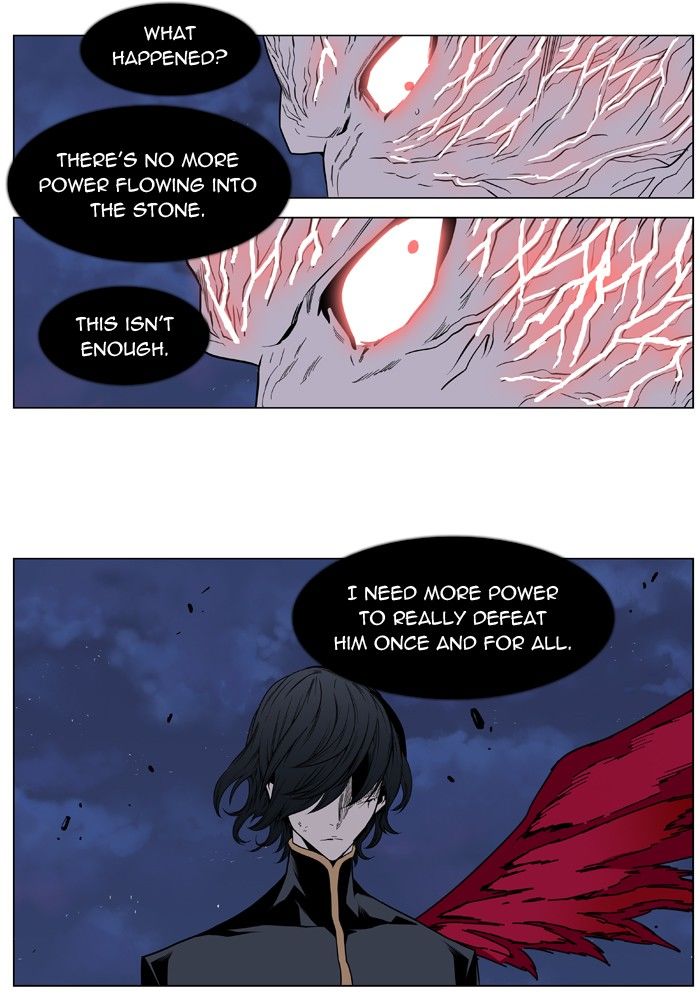 WHAT
HAPPENED?
THERE'S NO MORE
POWER FLOWING INTO
THE STONE.
THIS ISN'T
ENOUGH.
I NEED MORE POWER
TO REALLY DEFEAT
HIM ONCE AND FOR ALL.